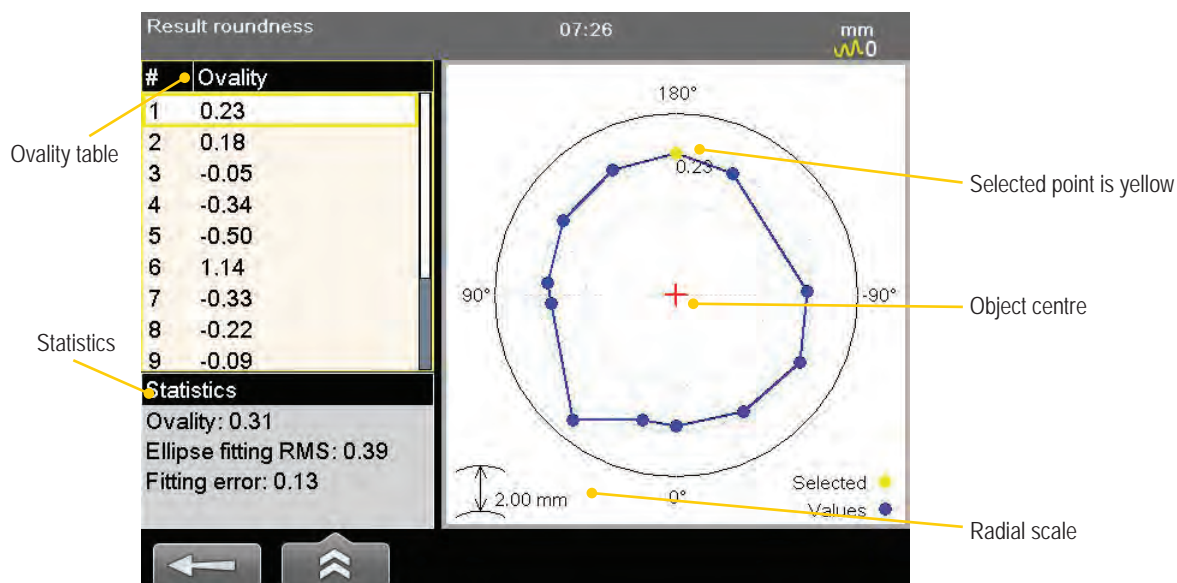 Result roundness 07:26 mm
0
# Ovality
1 0.23
2 0.18
3 -0.05
4 -0.34
5 -0.50
6 1.14
7 -0.33
8 -0.22
9 -0.09
Statistics
Ovality: 0.31
Ellipse fitting RMS: 0.39
Fitting error: 0.13
180°
0.23
90°
-90°
0°
2.00 mm
Selected
Values
Ovality table
Statistics
Selected point is yellow
Object centre
Radial scale